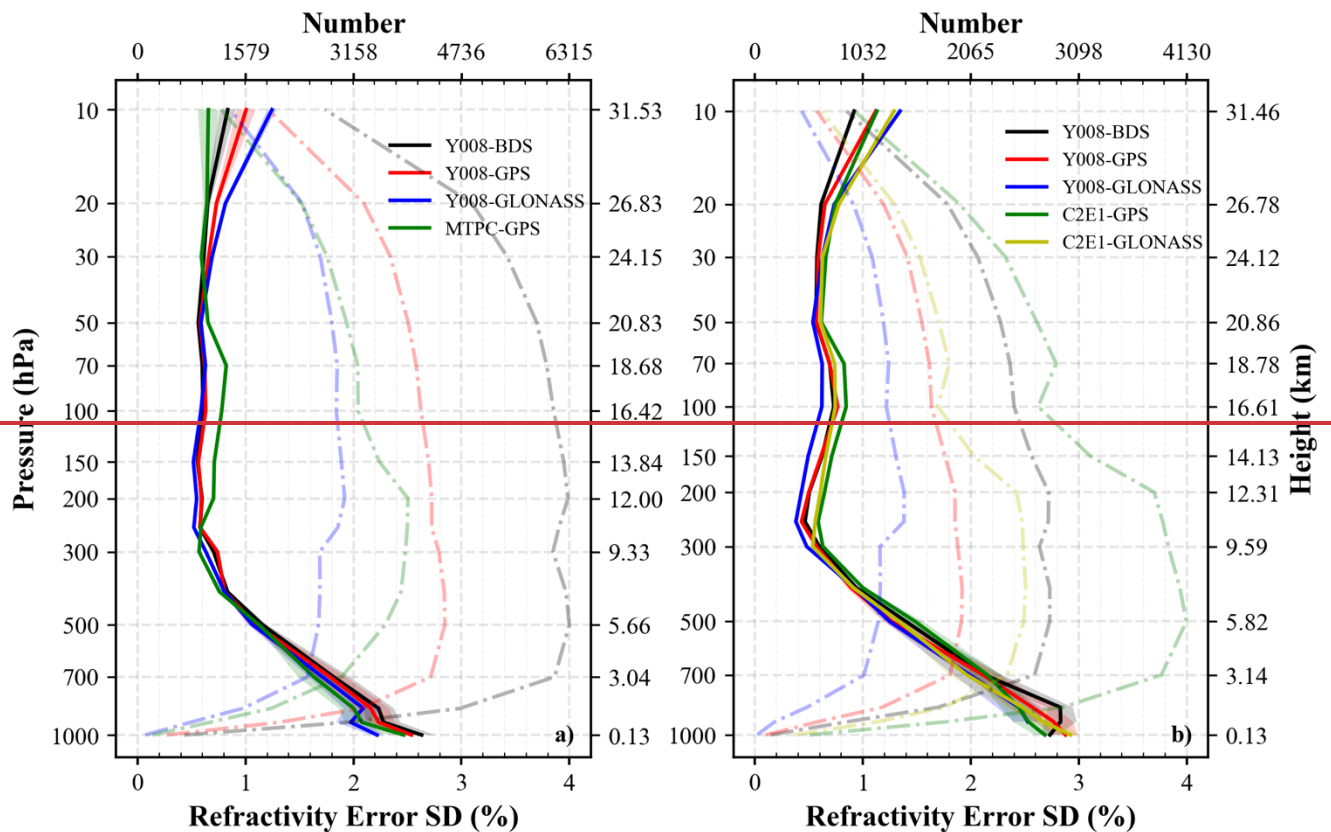 Number
0 1579 3158 4736 6315
Pressure (hPa)
10
20
30
50
70
100
150
200
300
500
700
1000
Y008-BDS
Y008-GPS
Y008-GLONASS
MTPC-GPS
31.53
26.83
24.15
20.83
18.68
16.42
13.84
12.00
9.33
5.66
3.04
0.13
a)
0 1 2 3 4
Refractivity Error SD (%)
Number
0 1032 2065 3098 4130
10
20
30
50
70
100
150
200
300
500
700
1000
Y008-BDS
Y008-GPS
Y008-GLONASS
C2E1-GPS
C2E1-GLONASS
31.46
26.78
24.12
20.86
18.78
16.61
14.13
12.31
9.59
5.82
3.14
0.13
Height (km)
b)
0 1 2 3 4
Refractivity Error SD (%)